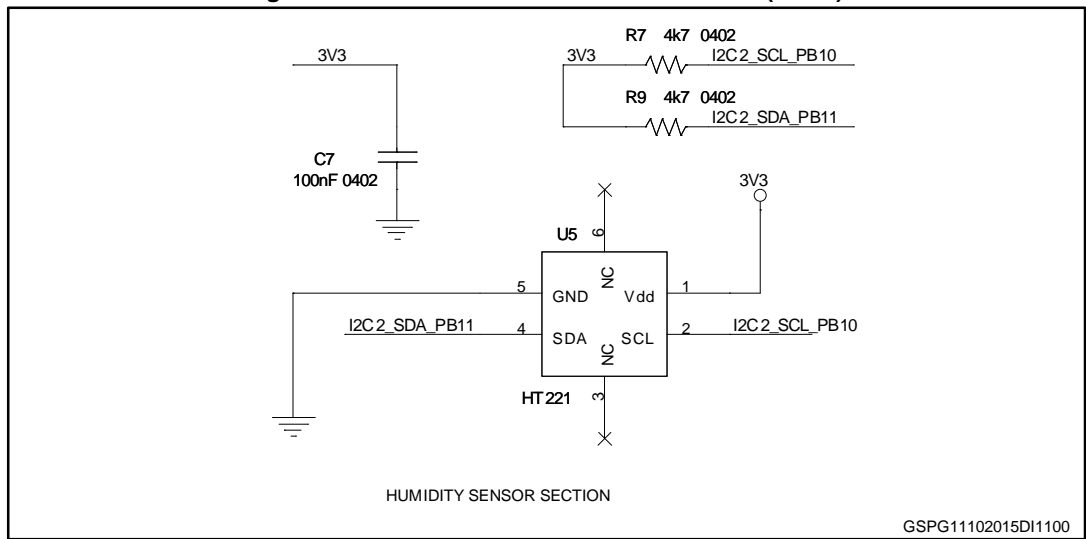 3V3
C7
100nF 0402
R7 4k7 0402
3V3 I2C2_SCL_PB10
R9 4k7 0402
I2C2_SDA_PB11
3V3
U5
6
NC
5 GND Vdd 1
I2C2_SDA_PB11 4 SDA SCL 2 I2C2_SCL_PB10
NC
HT221 3
HUMIDITY SENSOR SECTION
GSPG11102015DI1100